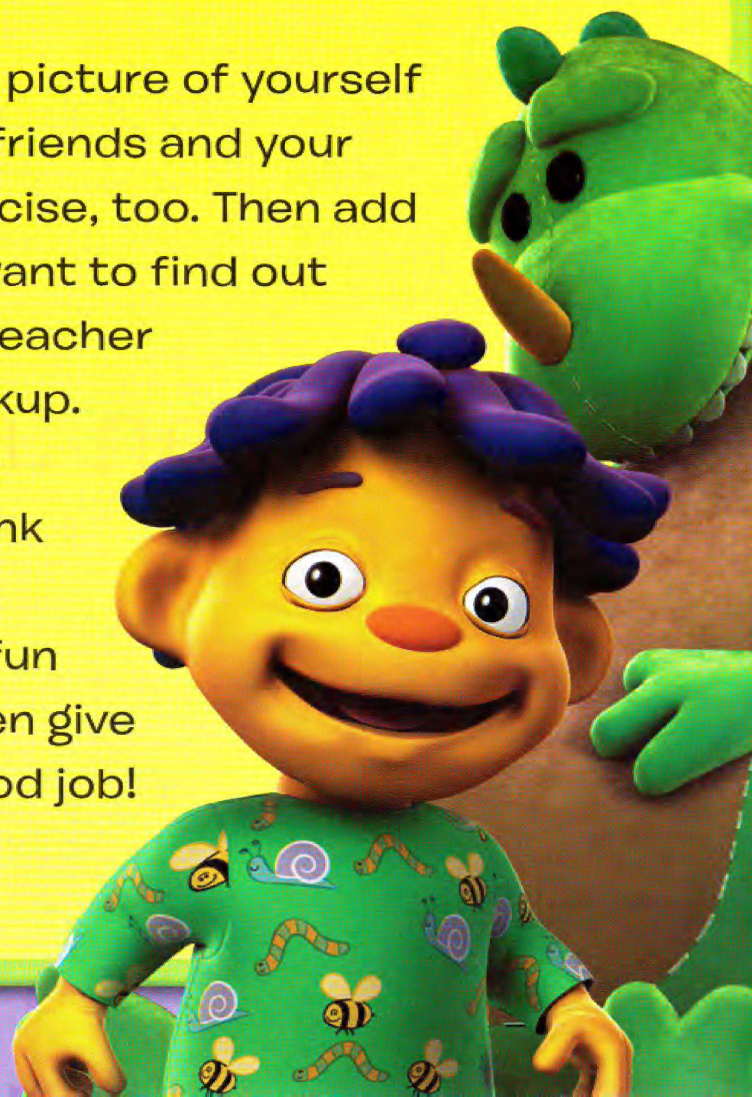 picture of yourself
friends and your
cise, too. Then add
ant to find out
eacher
kup.
nk
fun
en give
od job!